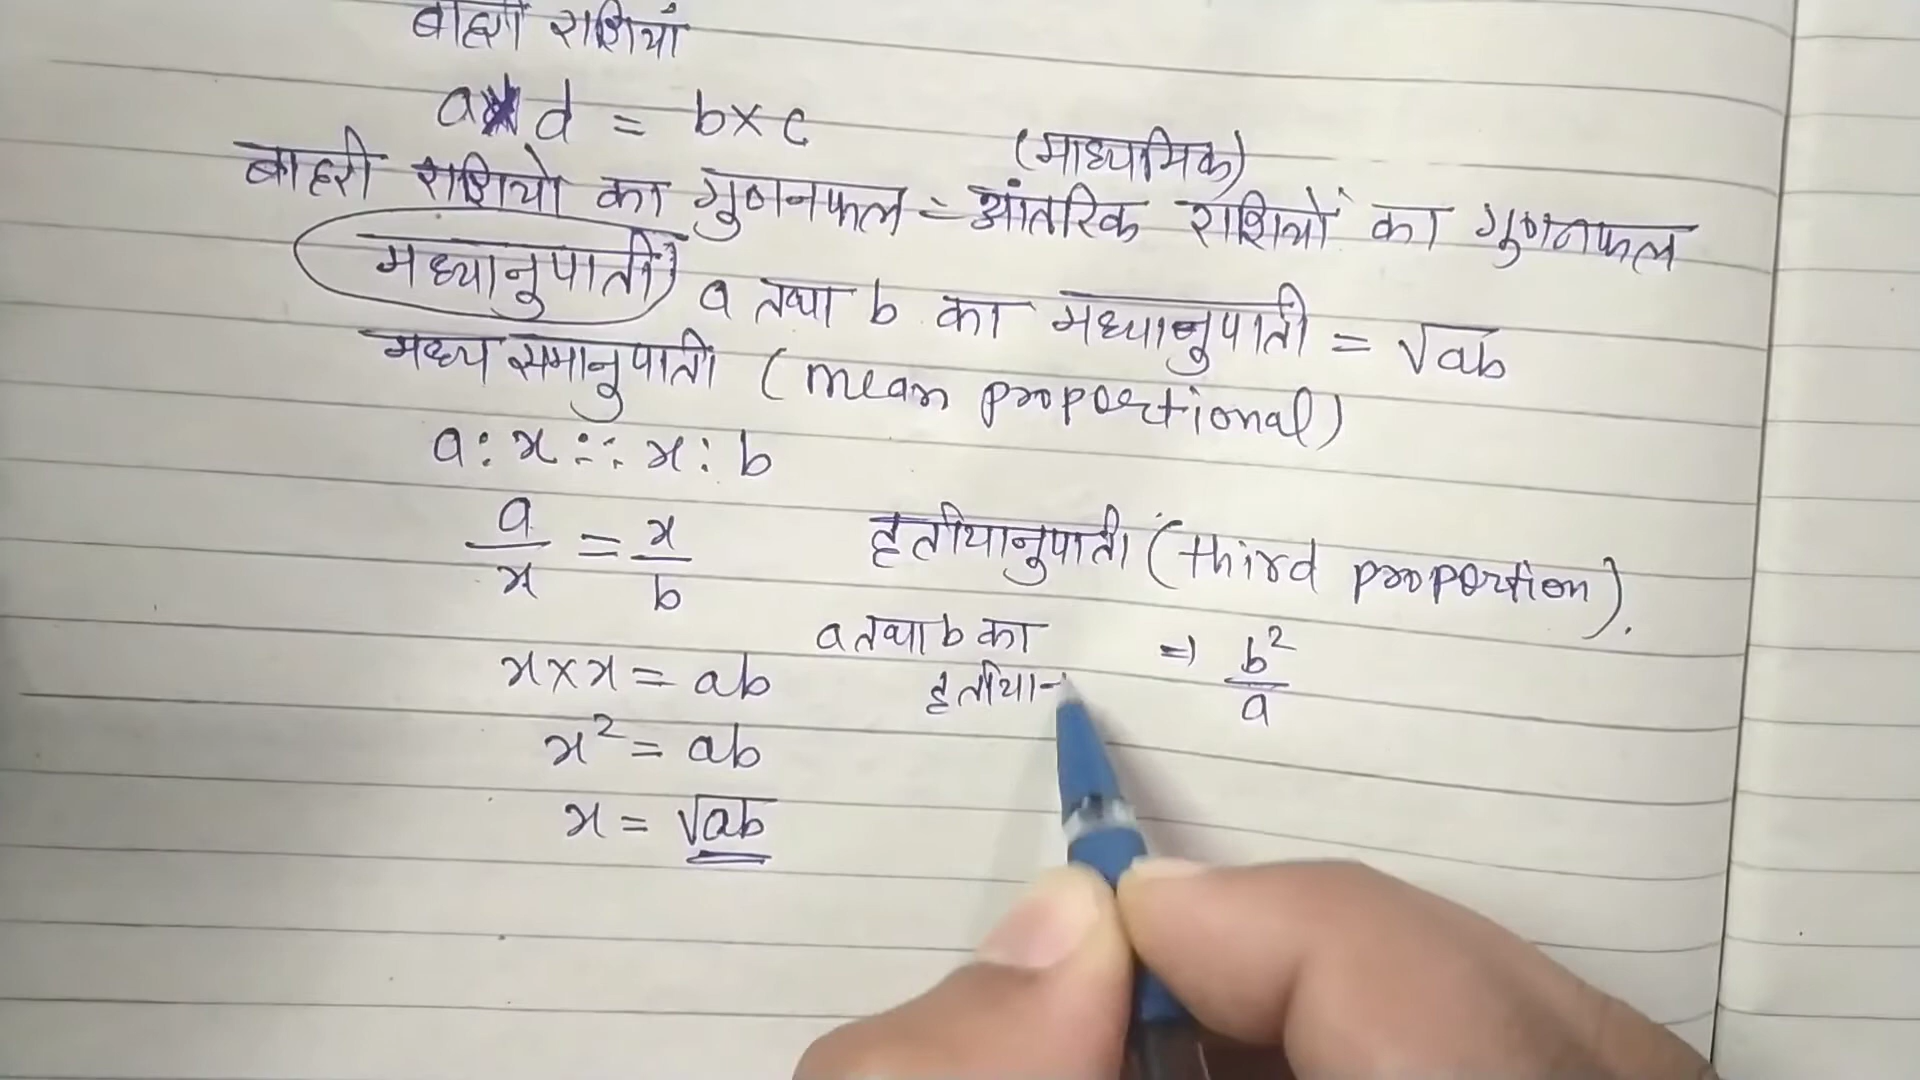 बाहरी राशियां
a x d = b x c
(माध्यमिक)
बाहरी राशियो का गुणनफल = आंतरिक राशियों का गुणनफल
मध्यानुपाती a तथा b का मध्यानुपाती = √ab
मध्य समानुपाती (mean proportional)
a : x :: x : b
a/x = x/b
तृतीयानुपाती (third proportion).
a तथा b का ⇒ b²/a
तृतीयान
x x x = ab
x² = ab
x = √ab